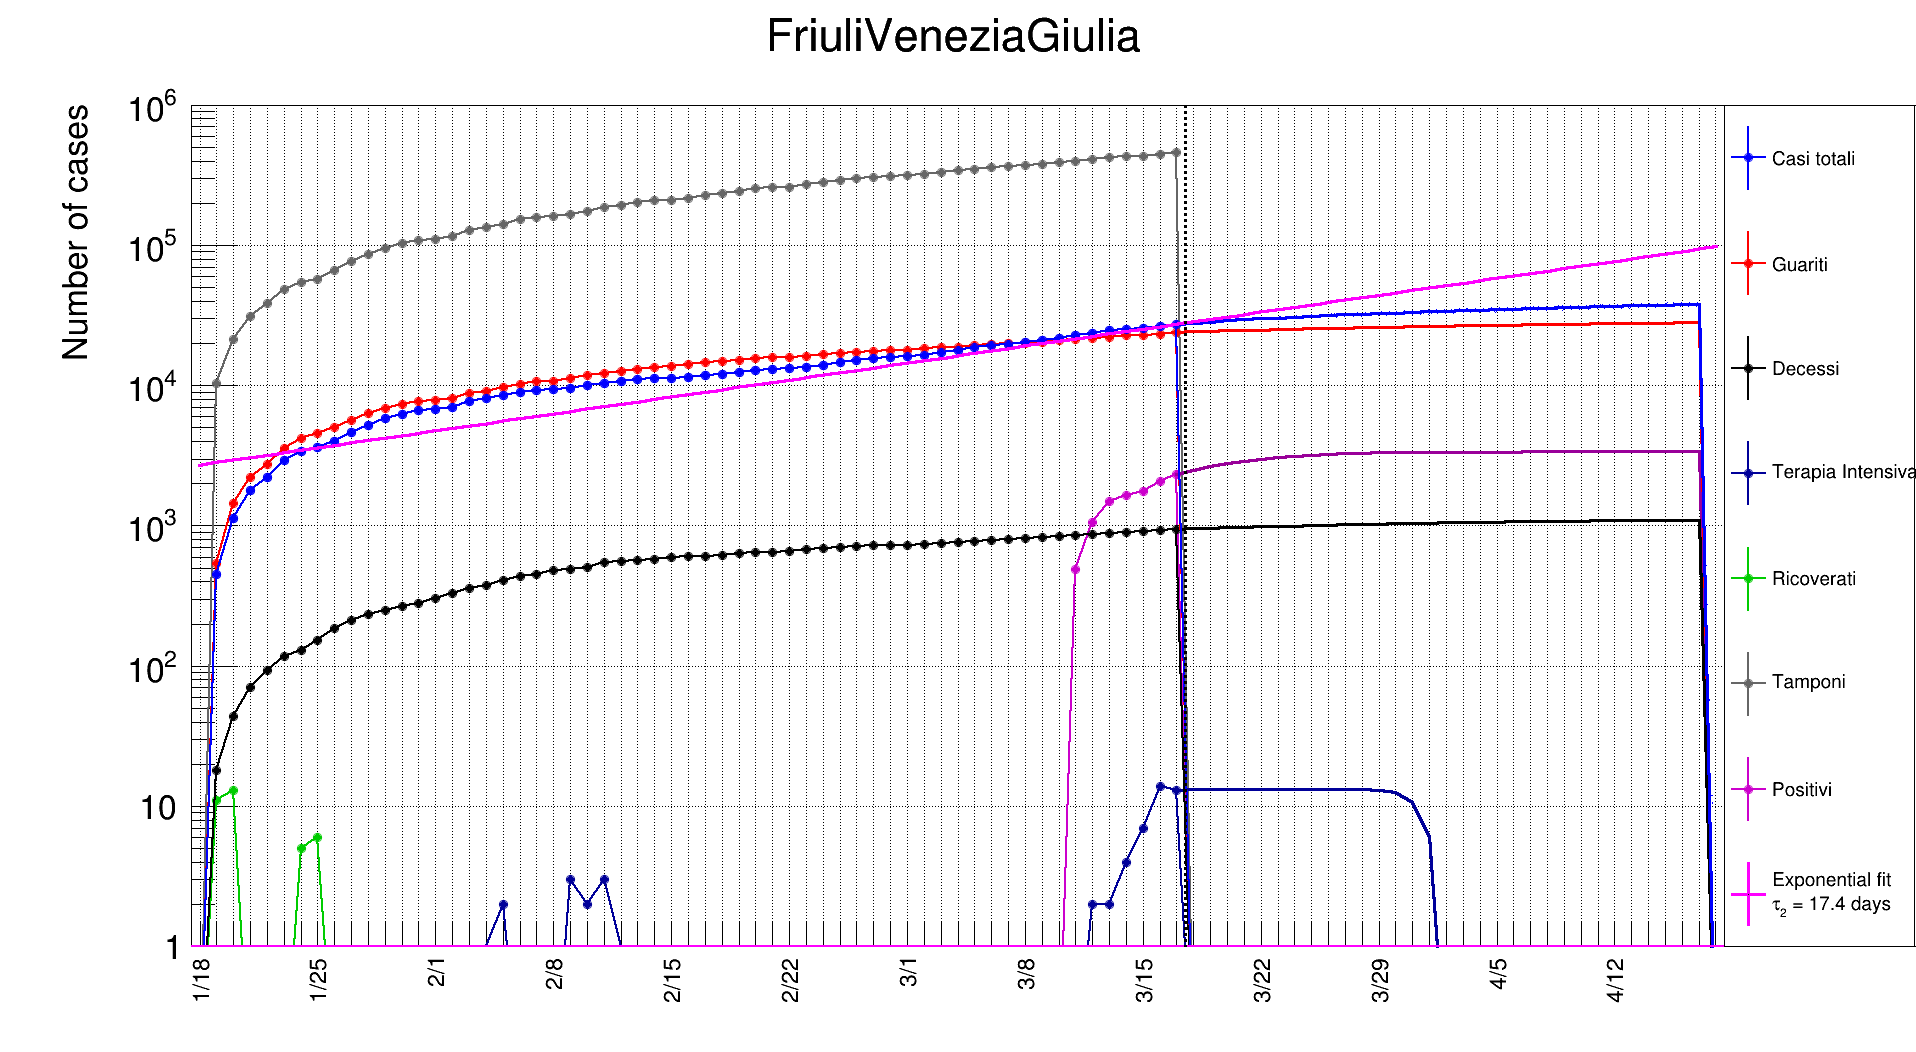 FriuliVeneziaGiulia
Number of cases
10^6
10^5
10^4
10^3
10^2
10
1
1/18
1/25
2/1
2/8
2/15
2/22
3/1
3/8
3/15
3/22
3/29
4/5
4/12
Casi totali
Guariti
Decessi
Terapia Intensiva
Ricoverati
Tamponi
Positivi
Exponential fit
τ_2 = 17.4 days